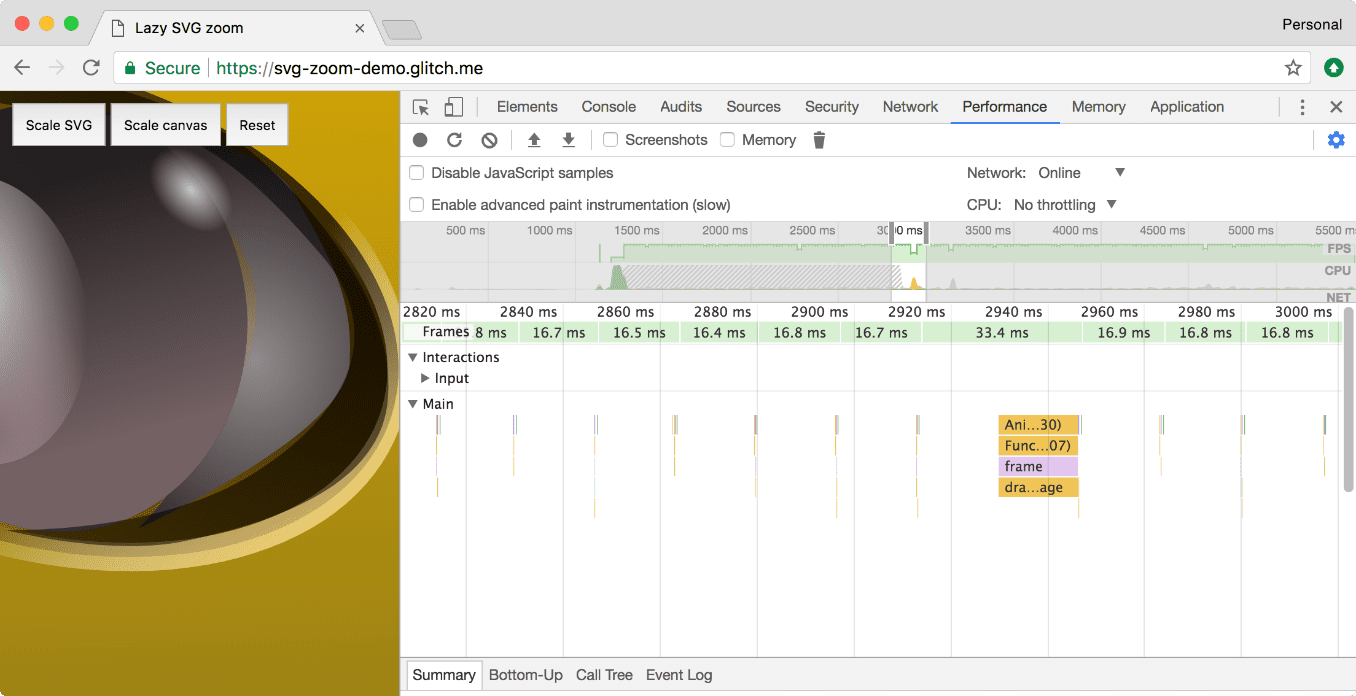 Lazy SVG zoom
Personal
Secure https://svg-zoom-demo.glitch.me
Scale SVG Scale canvas Reset
Elements Console Audits Sources Security Network Performance Memory Application
Screenshots Memory
Disable JavaScript samples Network: Online
Enable advanced paint instrumentation (slow) CPU: No throttling
500 ms 1000 ms 1500 ms 2000 ms 2500 ms 30 0 ms 3500 ms 4000 ms 4500 ms 5000 ms 5500 ms
FPS
CPU
NET
2820 ms 2840 ms 2860 ms 2880 ms 2900 ms 2920 ms 2940 ms 2960 ms 2980 ms 3000 ms
Frames 8 ms 16.7 ms 16.5 ms 16.4 ms 16.8 ms 16.7 ms 33.4 ms 16.9 ms 16.8 ms 16.8 ms
Interactions
Input
Main
Ani...30)
Func...07)
frame
dra...age
Summary Bottom-Up Call Tree Event Log